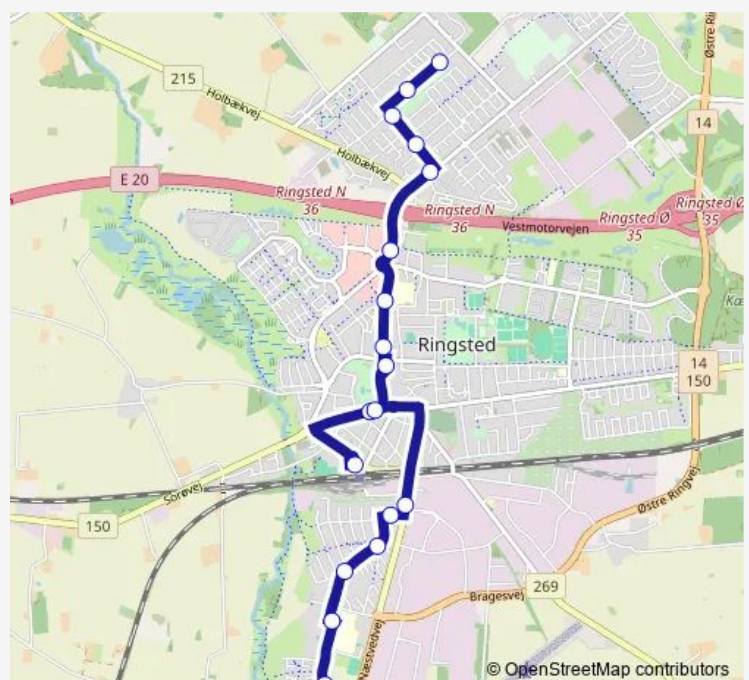 Østre Ri
215
Holbækvej
14
Holbækvej
E 20
Ringsted N
36
Ringsted N
36
Ringsted Ø
35
Ringsted Ø
35
Vestmotorvejen
Kæ
Ringsted
14
150
Sorøvej
150
Østre Ringvej
269
Bragesvej
Næstvedvej
© OpenStreetMap contributors